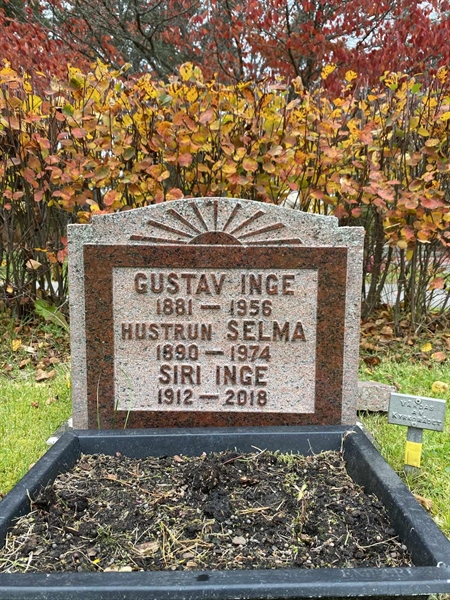 GUSTAV INGE
1881 — 1956
HUSTRUN SELMA
1890 — 1974
SIRI INGE
1912 — 2018